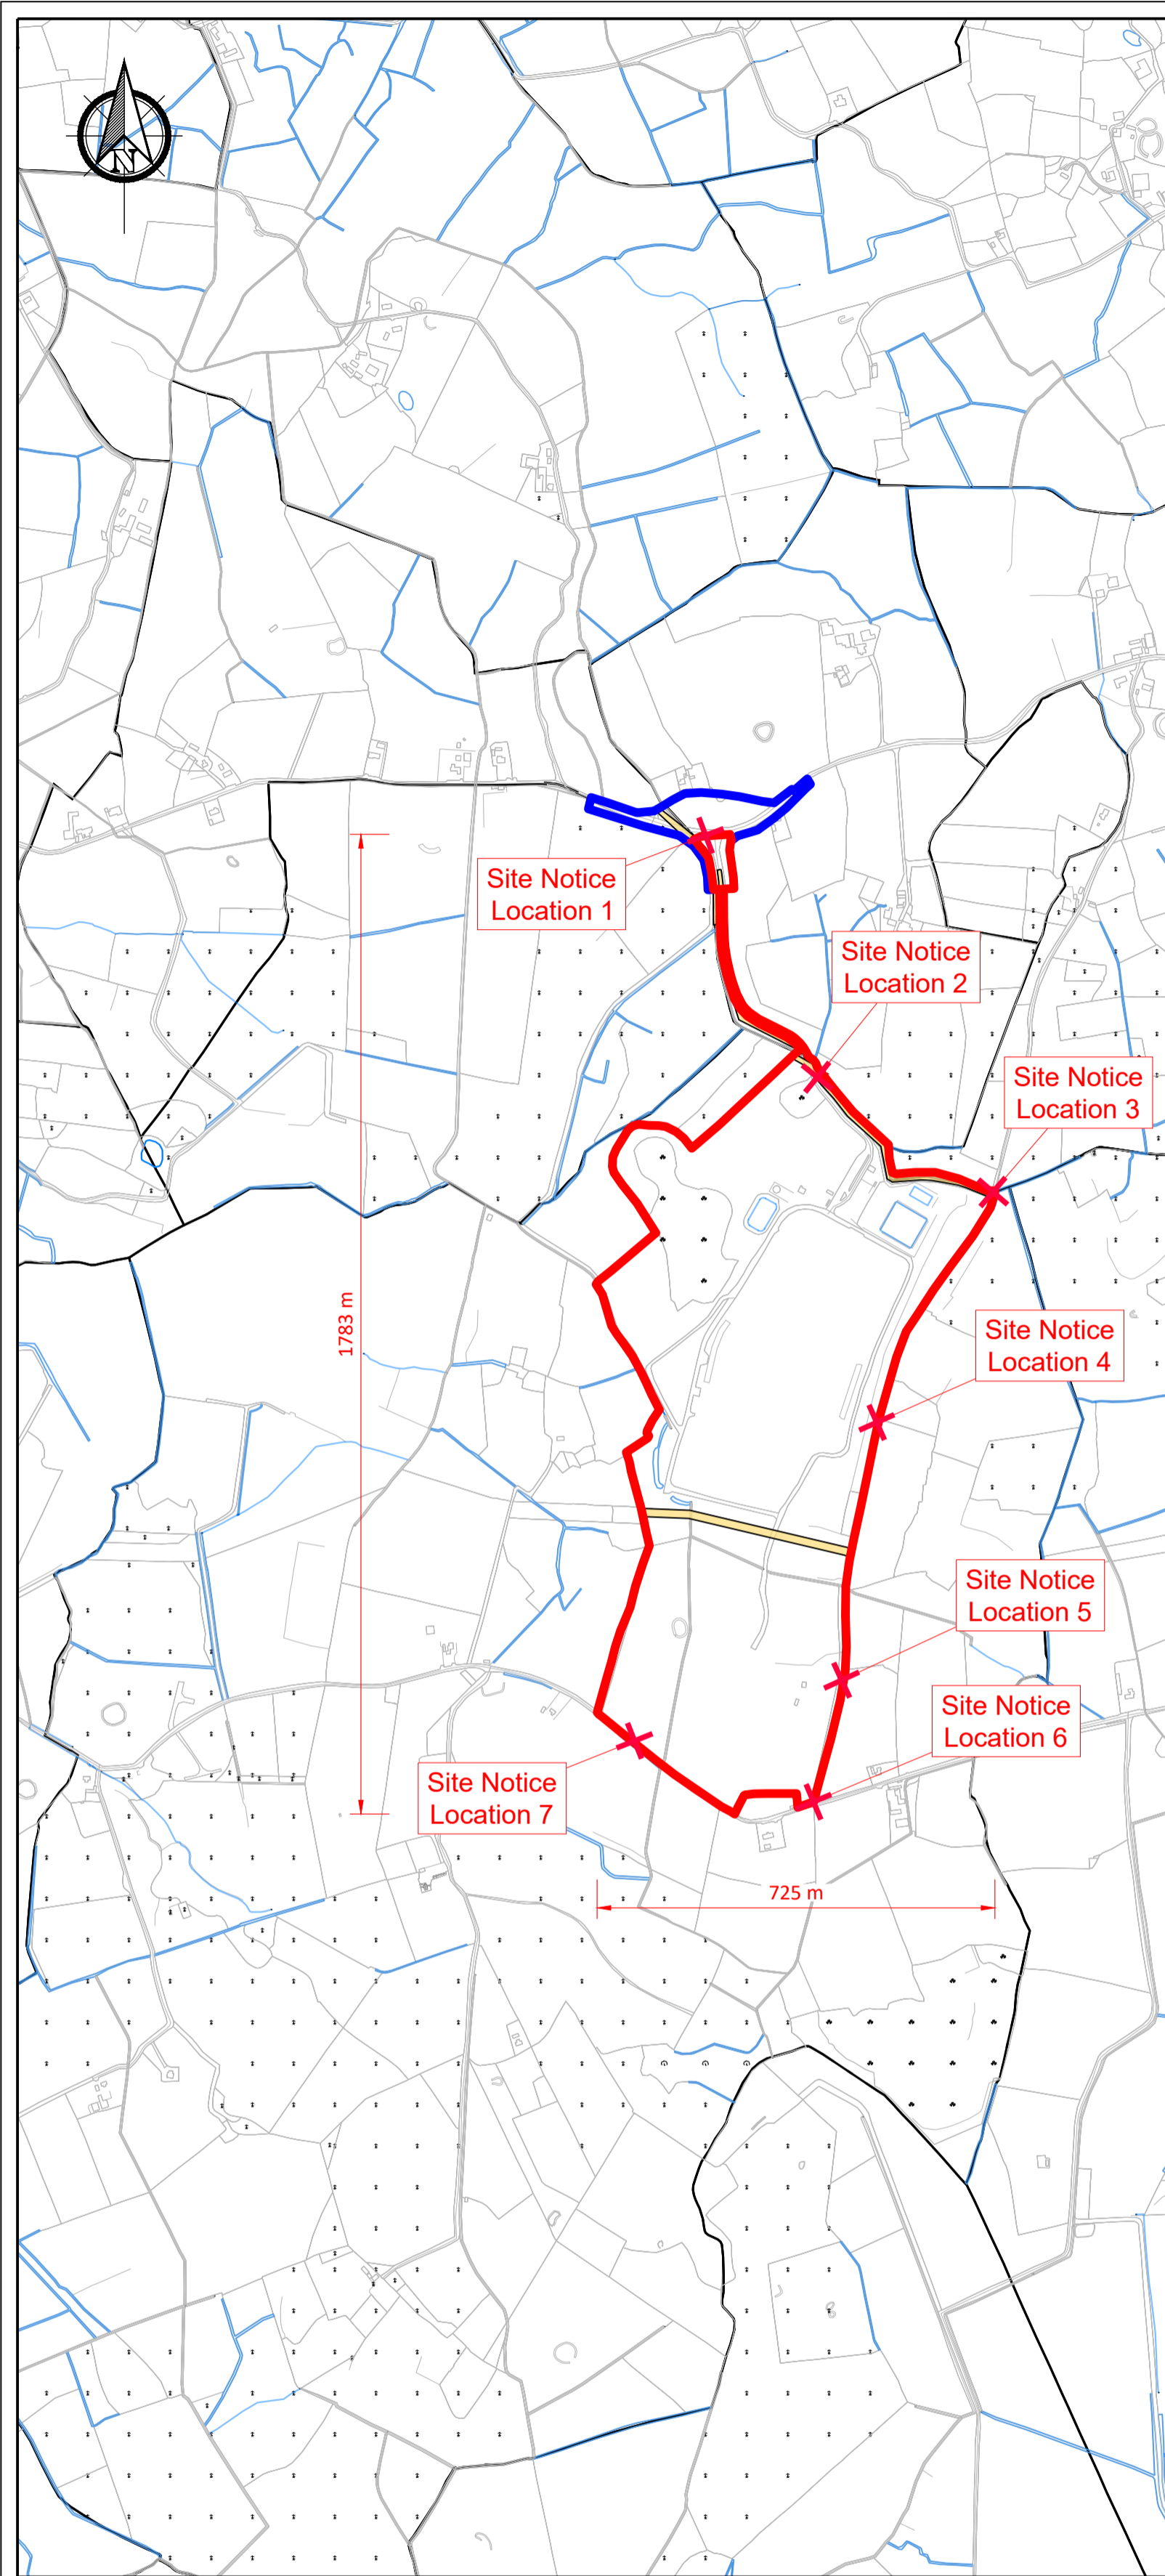 N
Site Notice
Location 1
Site Notice
Location 2
Site Notice
Location 3
1783 m
Site Notice
Location 4
Site Notice
Location 5
Site Notice
Location 6
Site Notice
Location 7
725 m